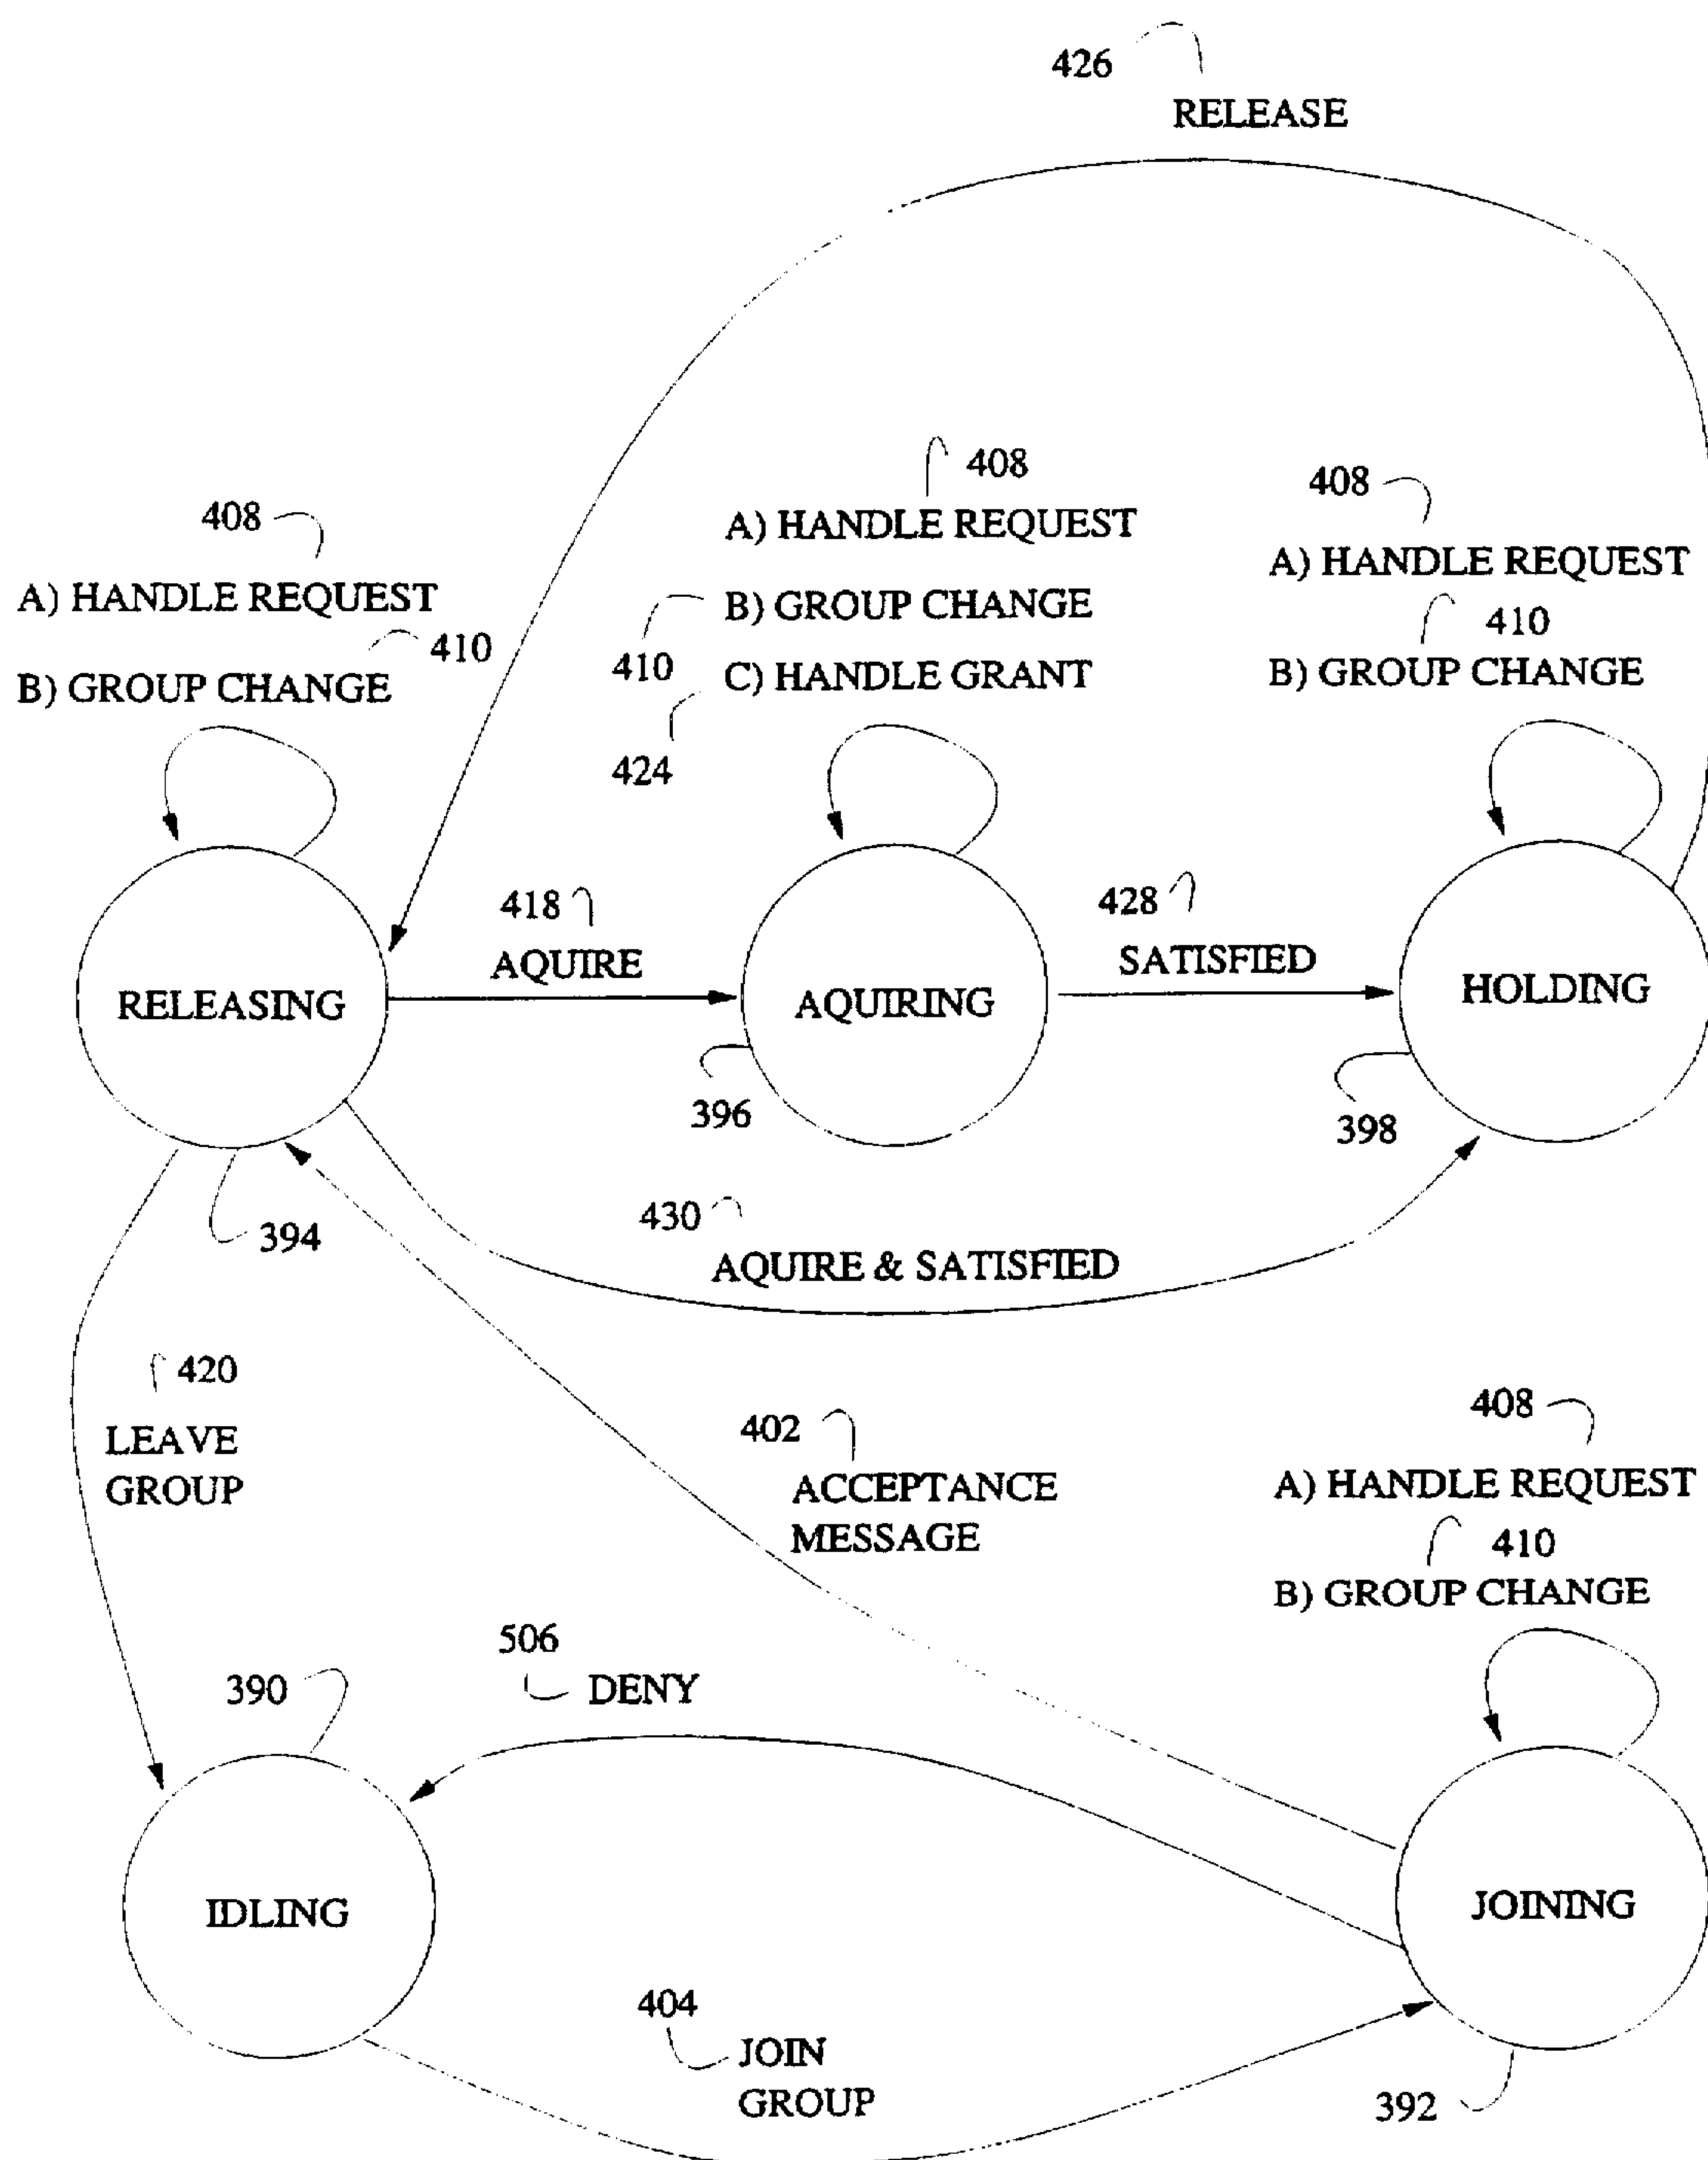 426
RELEASE
408
A) HANDLE REQUEST
410
B) GROUP CHANGE
408
A) HANDLE REQUEST
B) GROUP CHANGE
410
C) HANDLE GRANT
424
408
A) HANDLE REQUEST
410
B) GROUP CHANGE
418
AQUIRE
428
SATISFIED
RELEASING
AQUIRING
HOLDING
396
398
394
430
AQUIRE & SATISFIED
420
LEAVE
GROUP
402
ACCEPTANCE
MESSAGE
408
A) HANDLE REQUEST
410
B) GROUP CHANGE
506
DENY
390
IDLING
JOINING
404
JOIN
GROUP
392